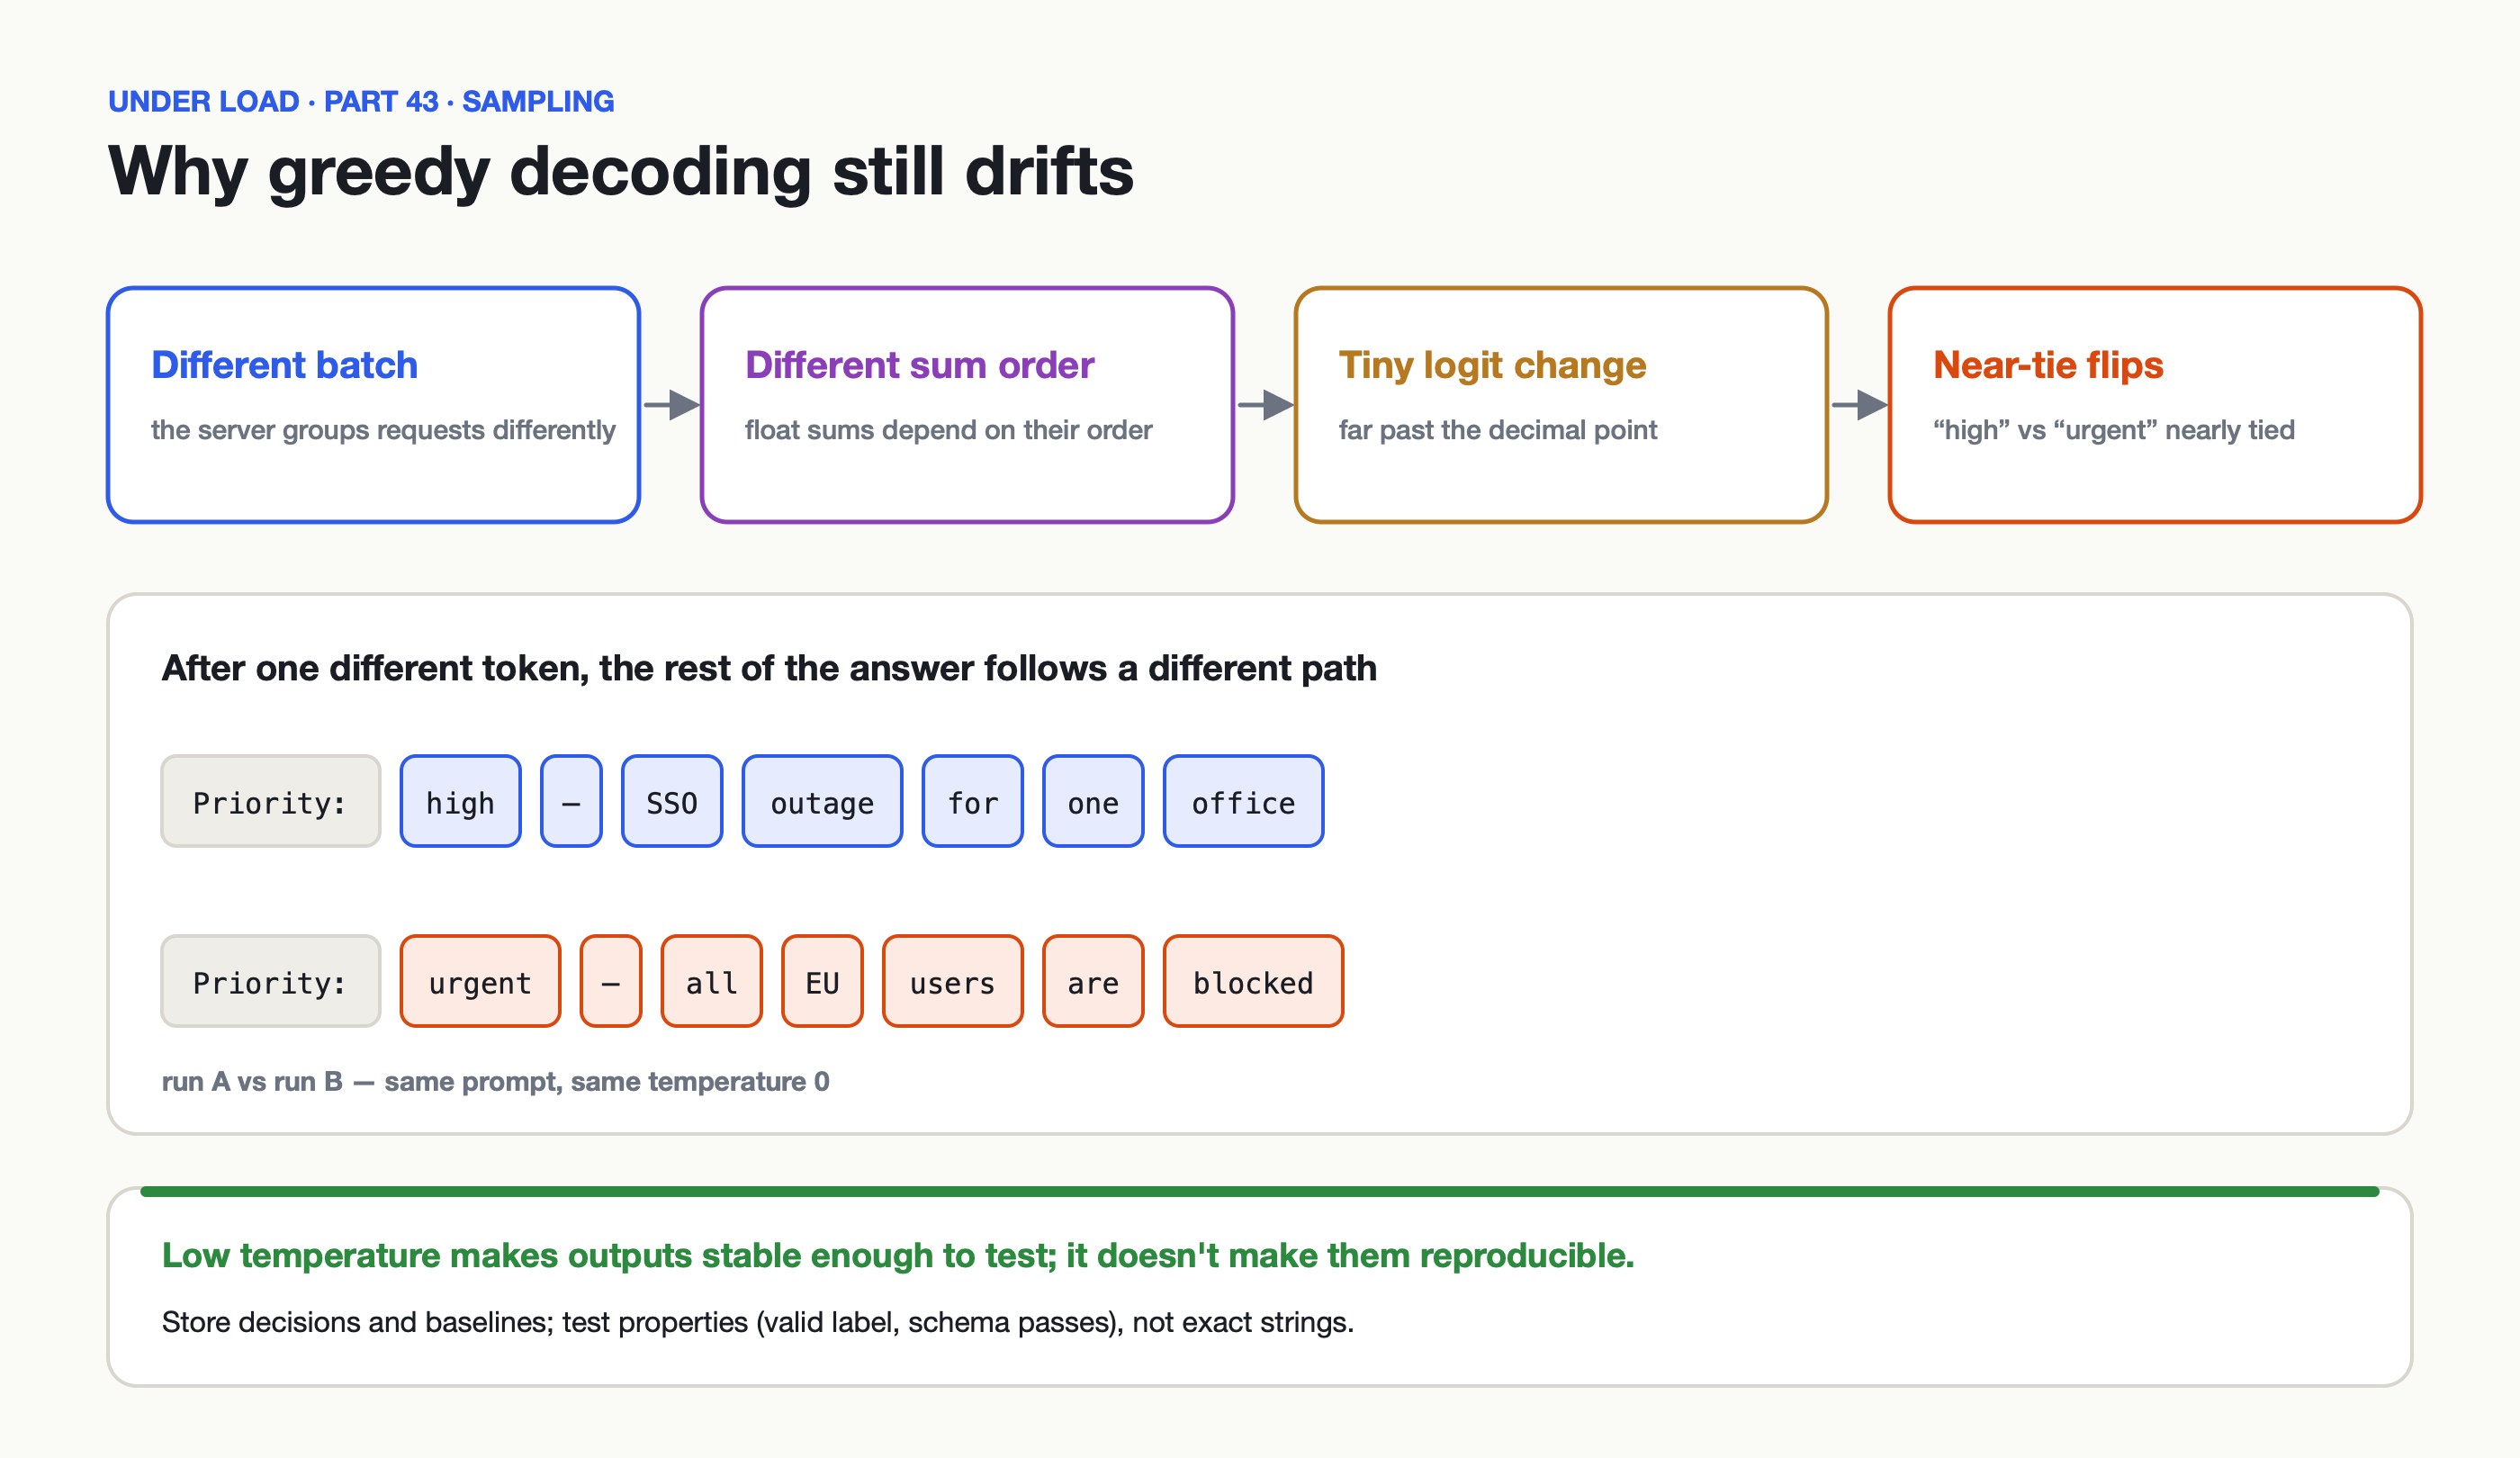 UNDER LOAD · PART 43 · SAMPLING
Why greedy decoding still drifts
Different batch
the server groups requests differently
Different sum order
float sums depend on their order
Tiny logit change
far past the decimal point
Near-tie flips
“high” vs “urgent” nearly tied
After one different token, the rest of the answer follows a different path
Priority: high — SSO outage for one office
Priority: urgent — all EU users are blocked
run A vs run B — same prompt, same temperature 0
Low temperature makes outputs stable enough to test; it doesn't make them reproducible.
Store decisions and baselines; test properties (valid label, schema passes), not exact strings.